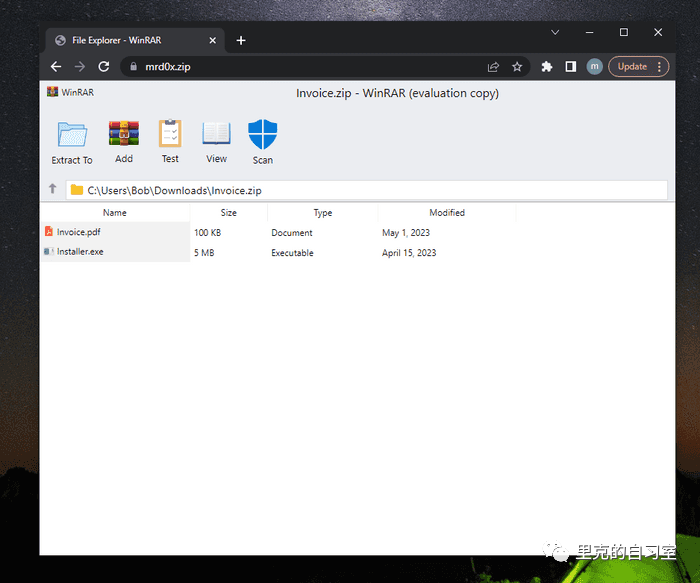 File Explorer - WinRAR
mrd0x.zip
m
Update
WinRAR
Invoice.zip - WinRAR (evaluation copy)
Extract To Add Test View Scan
C:\Users\Bob\Downloads\Invoice.zip
Name Size Type Modified
Invoice.pdf 100 KB Document May 1, 2023
Installer.exe 5 MB Executable April 15, 2023
里克的自习室